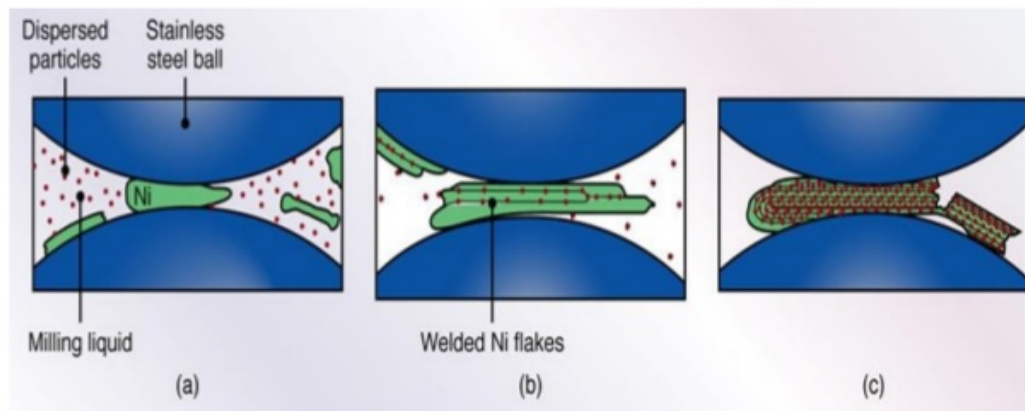 Dispersed
particles
Stainless
steel ball
Ni
Milling liquid
Welded Ni flakes
(a)
(b)
(c)